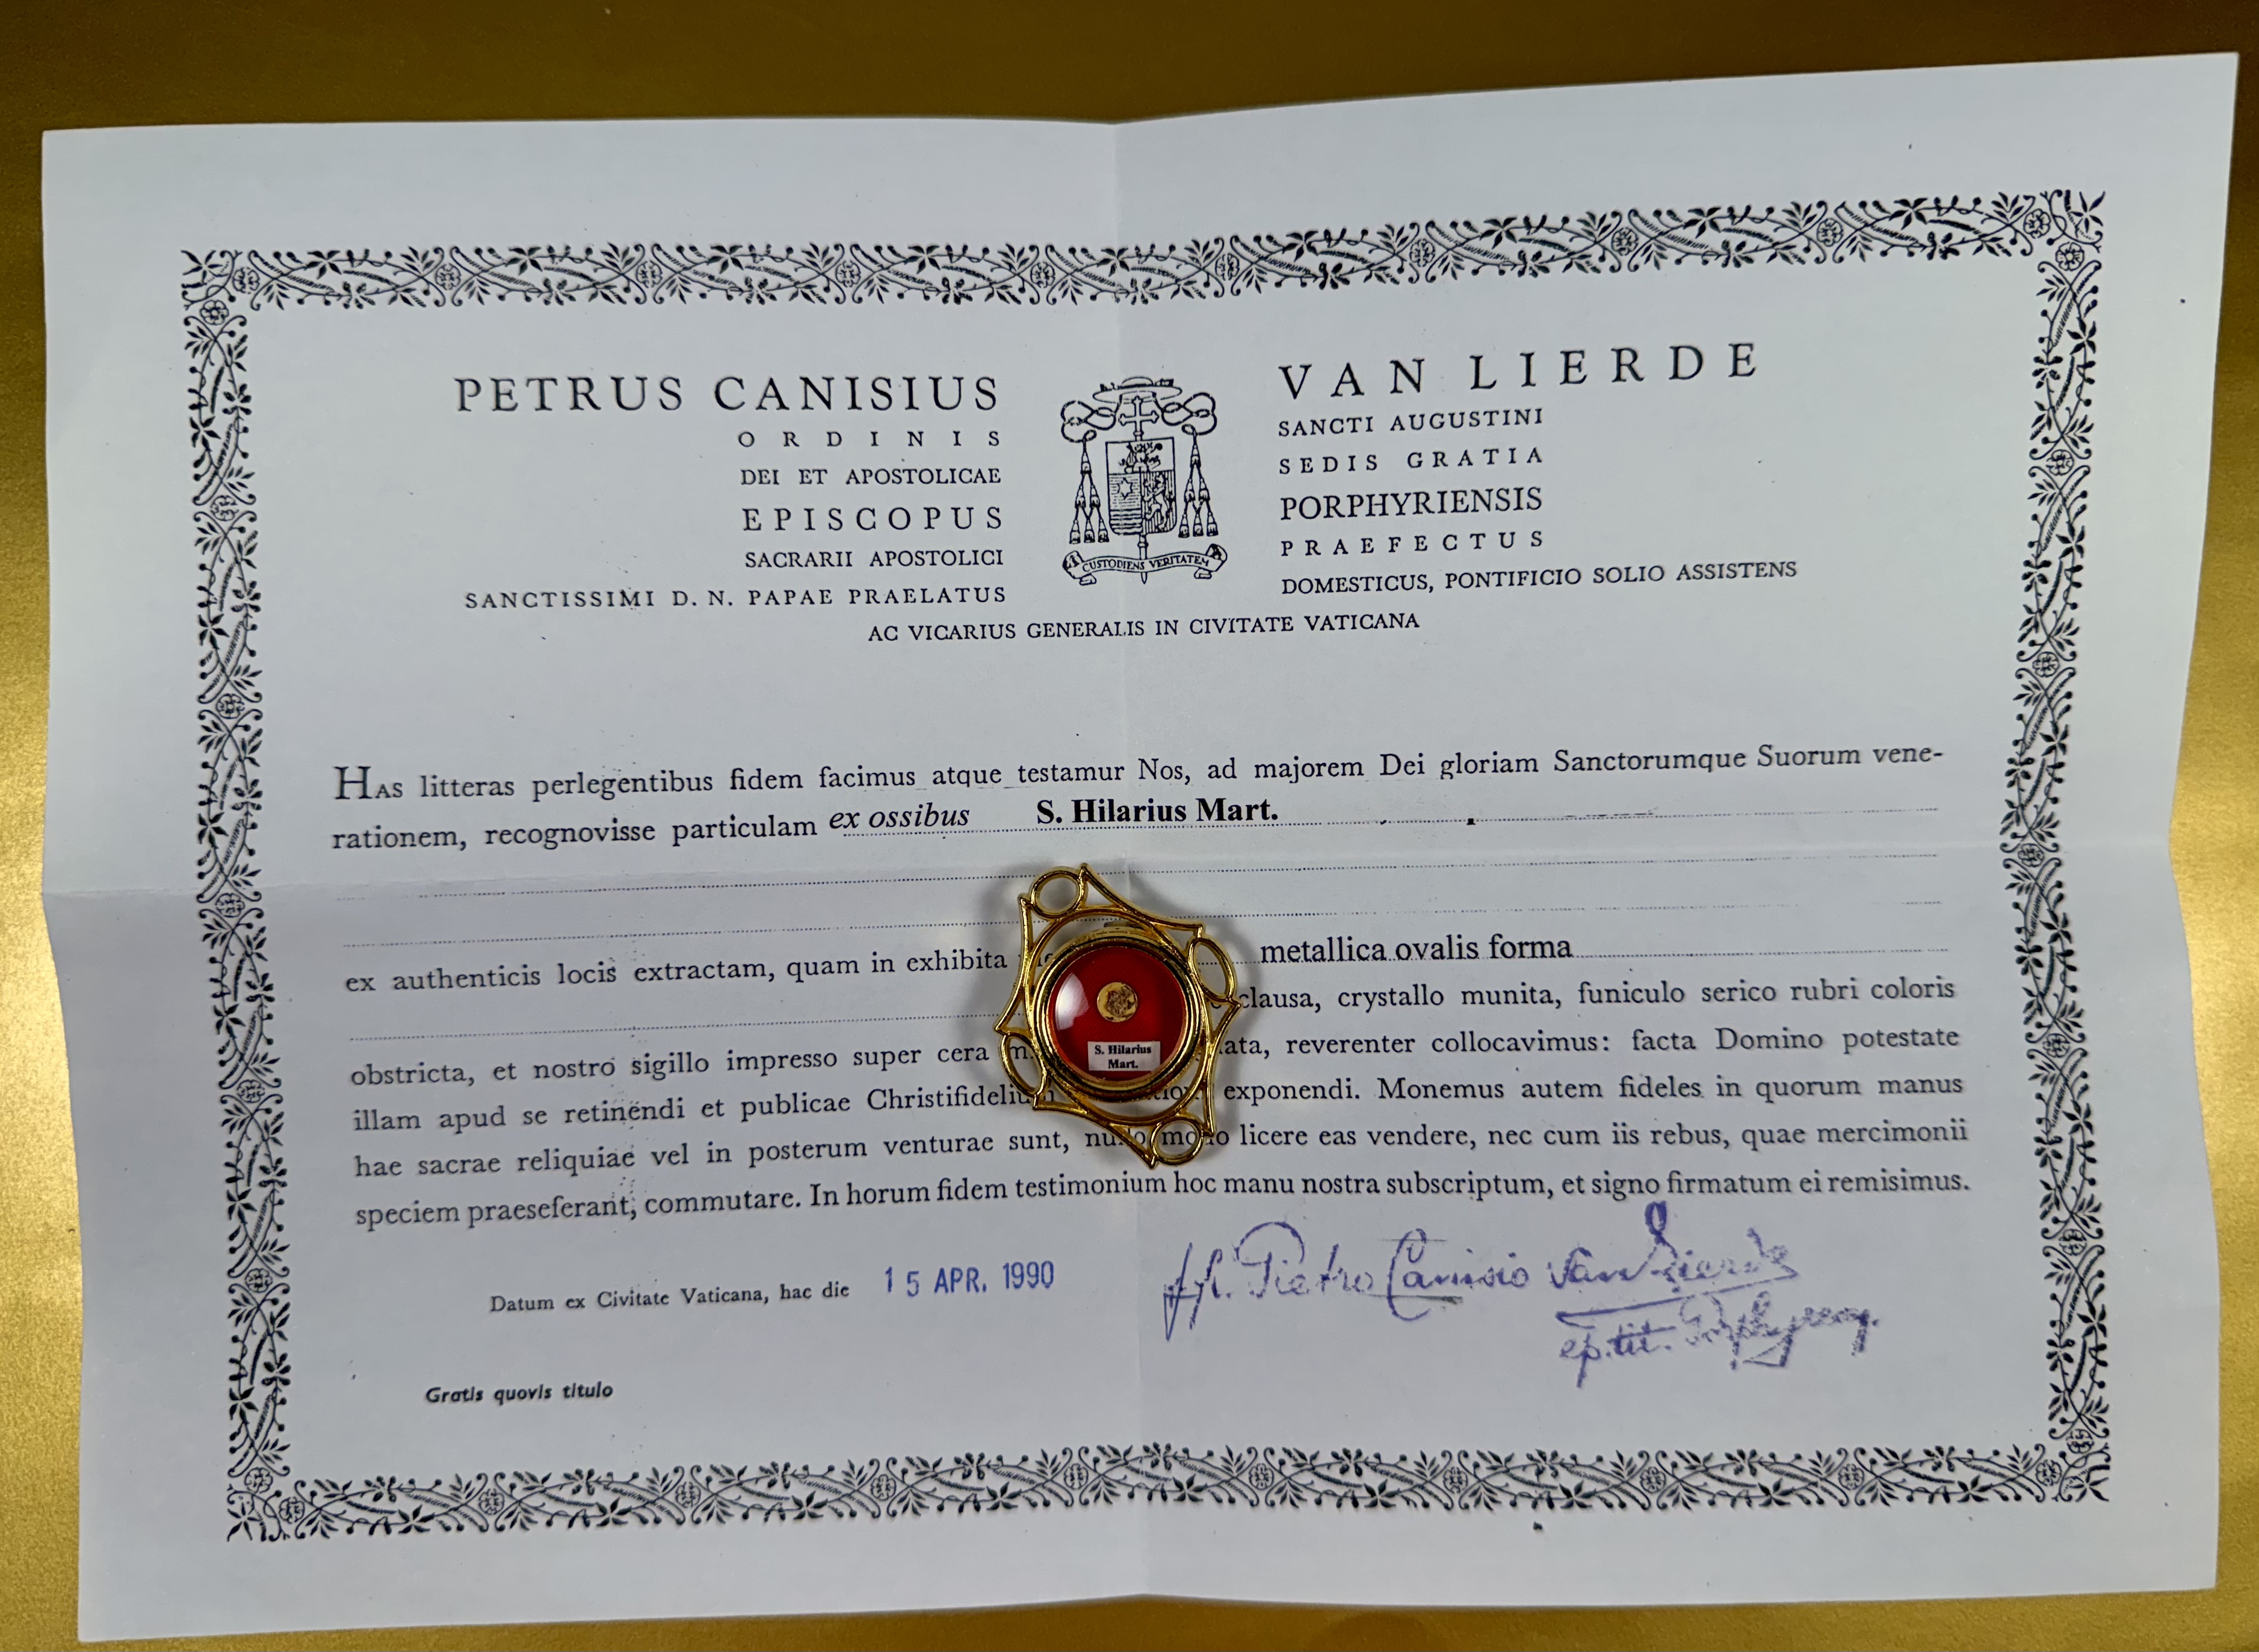 PETRUS CANISIUS VAN LIERDE
ORDINIS SANCTI AUGUSTINI
DEI ET APOSTOLICAE SEDIS GRATIA
EPISCOPUS PORPHYRIENSIS
SACRARII APOSTOLICI PRAEFECTUS
SANCTISSIMI D. N. PAPAE PRAELATUS DOMESTICUS, PONTIFICIO SOLIO ASSISTENS
CUSTODIENS VERITATEM
AC VICARIUS GENERALIS IN CIVITATE VATICANA
HAS litteras perlegentibus fidem facimus atque testamur Nos, ad majorem Dei gloriam Sanctorumque Suorum vene-
rationem, recognovisse particulam ex ossibus S. Hilarius Mart.
ex authenticis locis extractam, quam in exhibita metallica ovalis forma
clausa, crystallo munita, funiculo serico rubri coloris
obstricta, et nostro sigillo impresso super cera reverenter collocavimus: facta Domino potestate
illam apud se retinendi et publicae Christifidelium exponendi. Monemus autem fideles in quorum manus
hae sacrae reliquiae vel in posterum venturae sunt, nullo modo licere eas vendere, nec cum iis rebus, quae mercimonii
speciem praeseferant, commutare. In horum fidem testimonium hoc manu nostra subscriptum, et signo firmatum ei remisimus.
S. Hilarius
Mart.
Datum ex Civitate Vaticana, hac die 15 APR. 1990
Pietro Canisio van Lierde
ep. tit.
Gratis quovis titulo